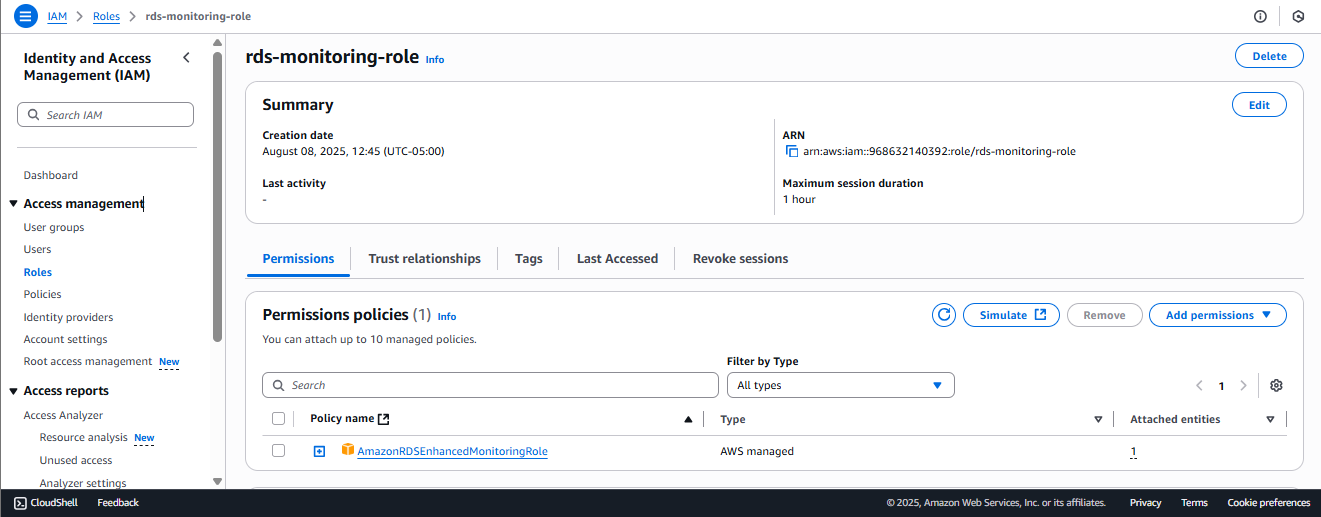 IAM > Roles > rds-monitoring-role
Identity and Access Management (IAM)
Search IAM
Dashboard
Access management
User groups
Users
Roles
Policies
Identity providers
Account settings
Root access management New
Access reports
Access Analyzer
Resource analysis New
Unused access
Analyzer settings
rds-monitoring-role Info
Delete
Summary
Edit
Creation date
August 08, 2025, 12:45 (UTC-05:00)
Last activity
-
ARN
arn:aws:iam::968632140392:role/rds-monitoring-role
Maximum session duration
1 hour
Permissions
Trust relationships
Tags
Last Accessed
Revoke sessions
Permissions policies (1) Info
You can attach up to 10 managed policies.
Simulate
Remove
Add permissions
Filter by Type
Search
All types
1
Policy name
Type
Attached entities
AmazonRDSEnhancedMonitoringRole
AWS managed
1
CloudShell
Feedback
© 2025, Amazon Web Services, Inc. or its affiliates.
Privacy
Terms
Cookie preferences